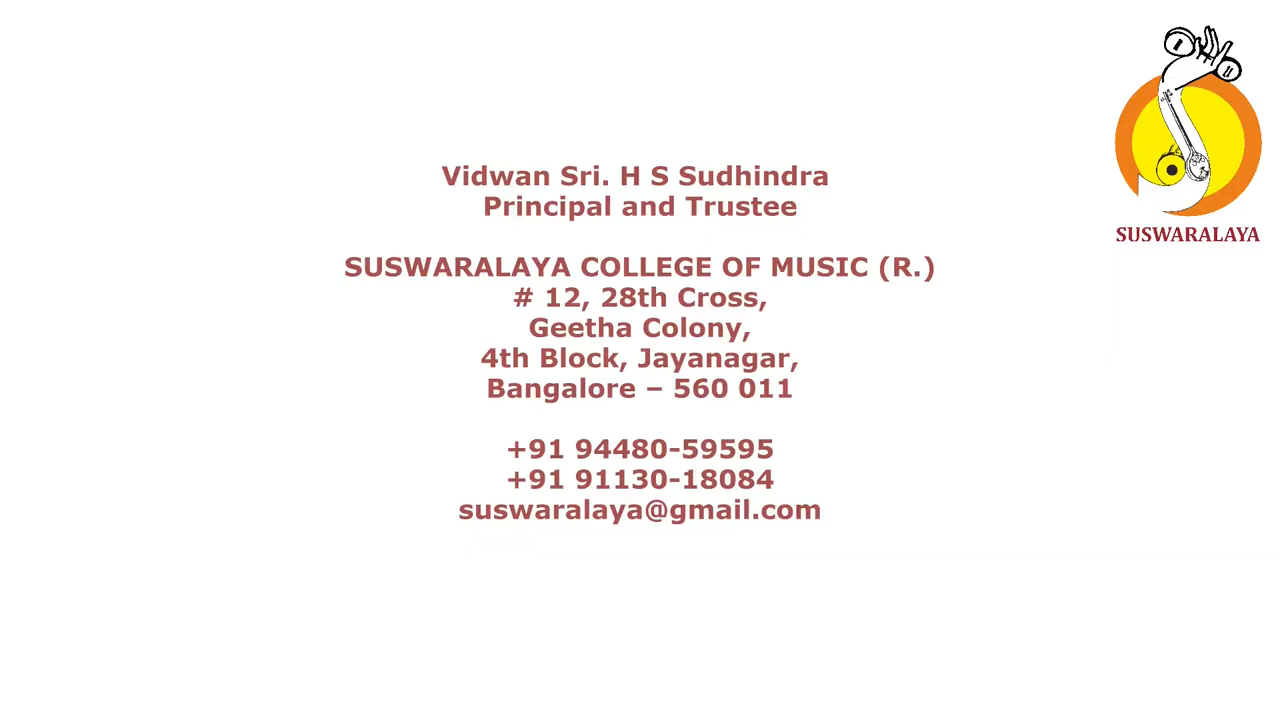 Vidwan Sri. H S Sudhindra
Principal and Trustee
SUSWARALAYA COLLEGE OF MUSIC (R.)
# 12, 28th Cross,
Geetha Colony,
4th Block, Jayanagar,
Bangalore – 560 011
+91 94480-59595
+91 91130-18084
suswaralaya@gmail.com
SUSWARALAYA